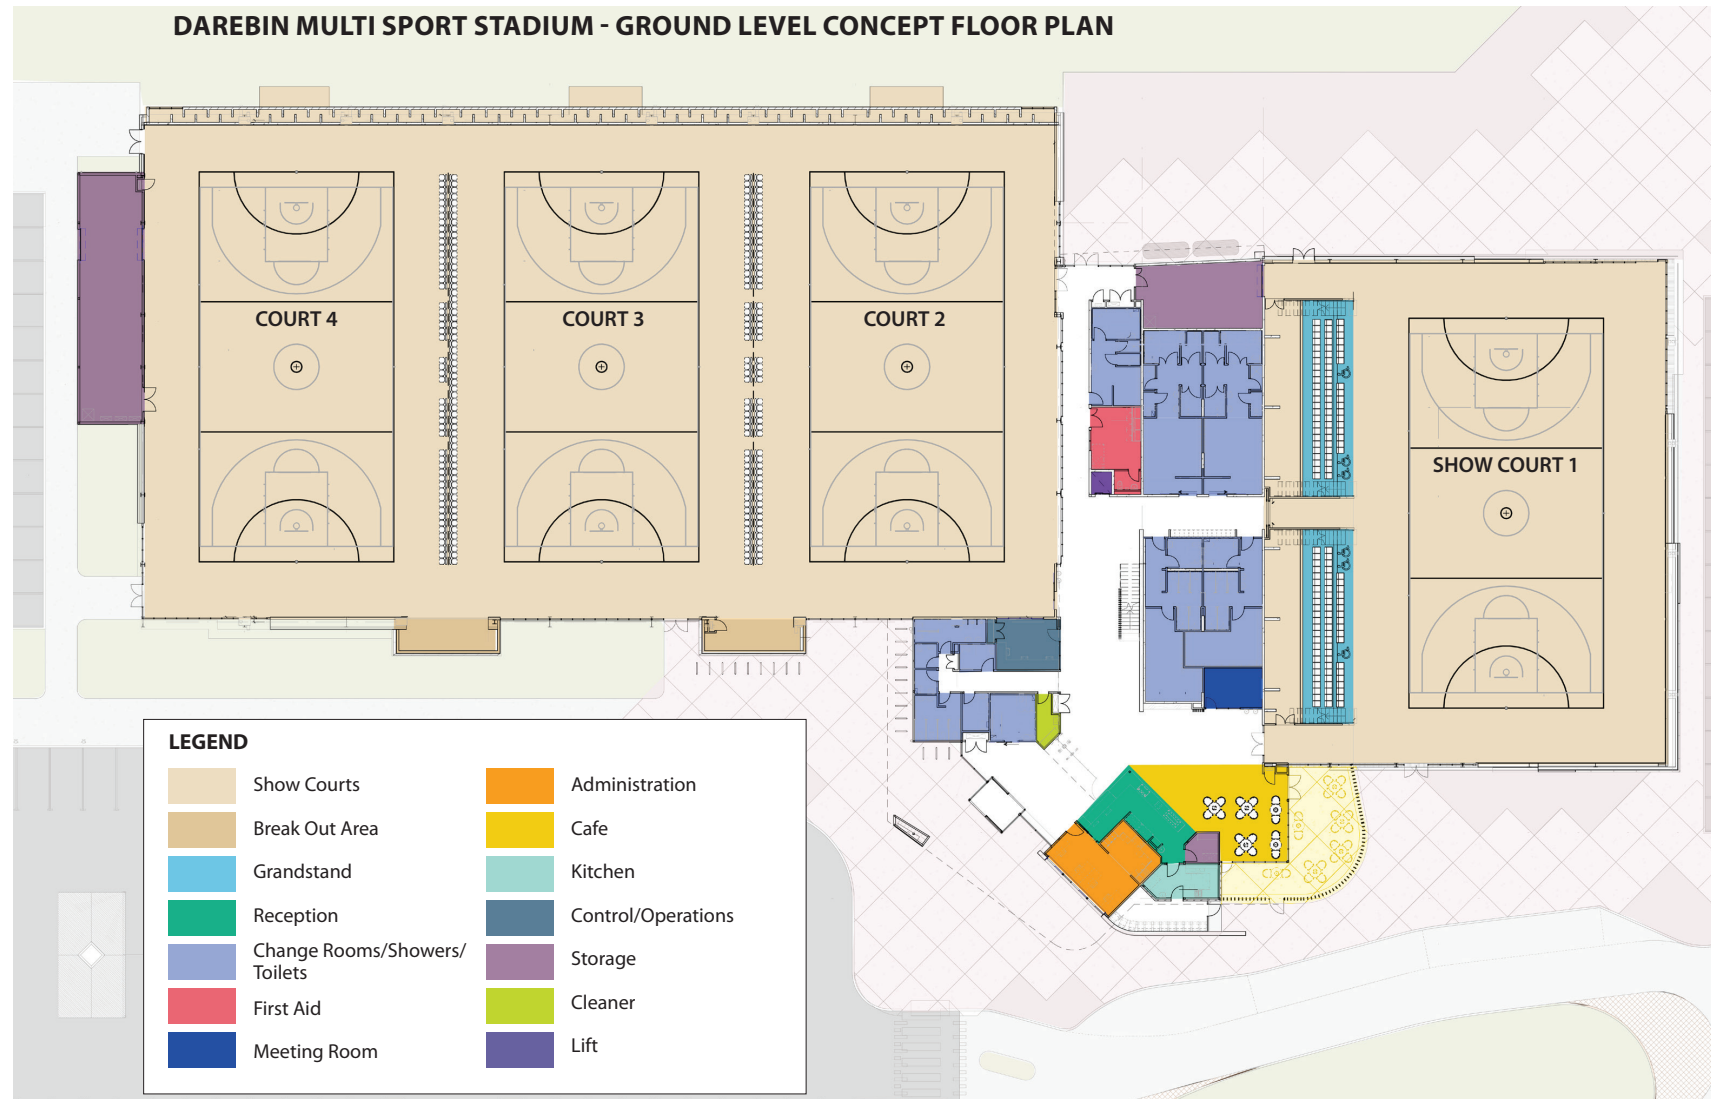 DAREBIN MULTI SPORT STADIUM - GROUND LEVEL CONCEPT FLOOR PLAN
COURT 4
COURT 3
COURT 2
SHOW COURT 1
LEGEND
Show Courts
Break Out Area
Grandstand
Reception
Change Rooms/Showers/
Toilets
First Aid
Meeting Room
Administration
Cafe
Kitchen
Control/Operations
Storage
Cleaner
Lift